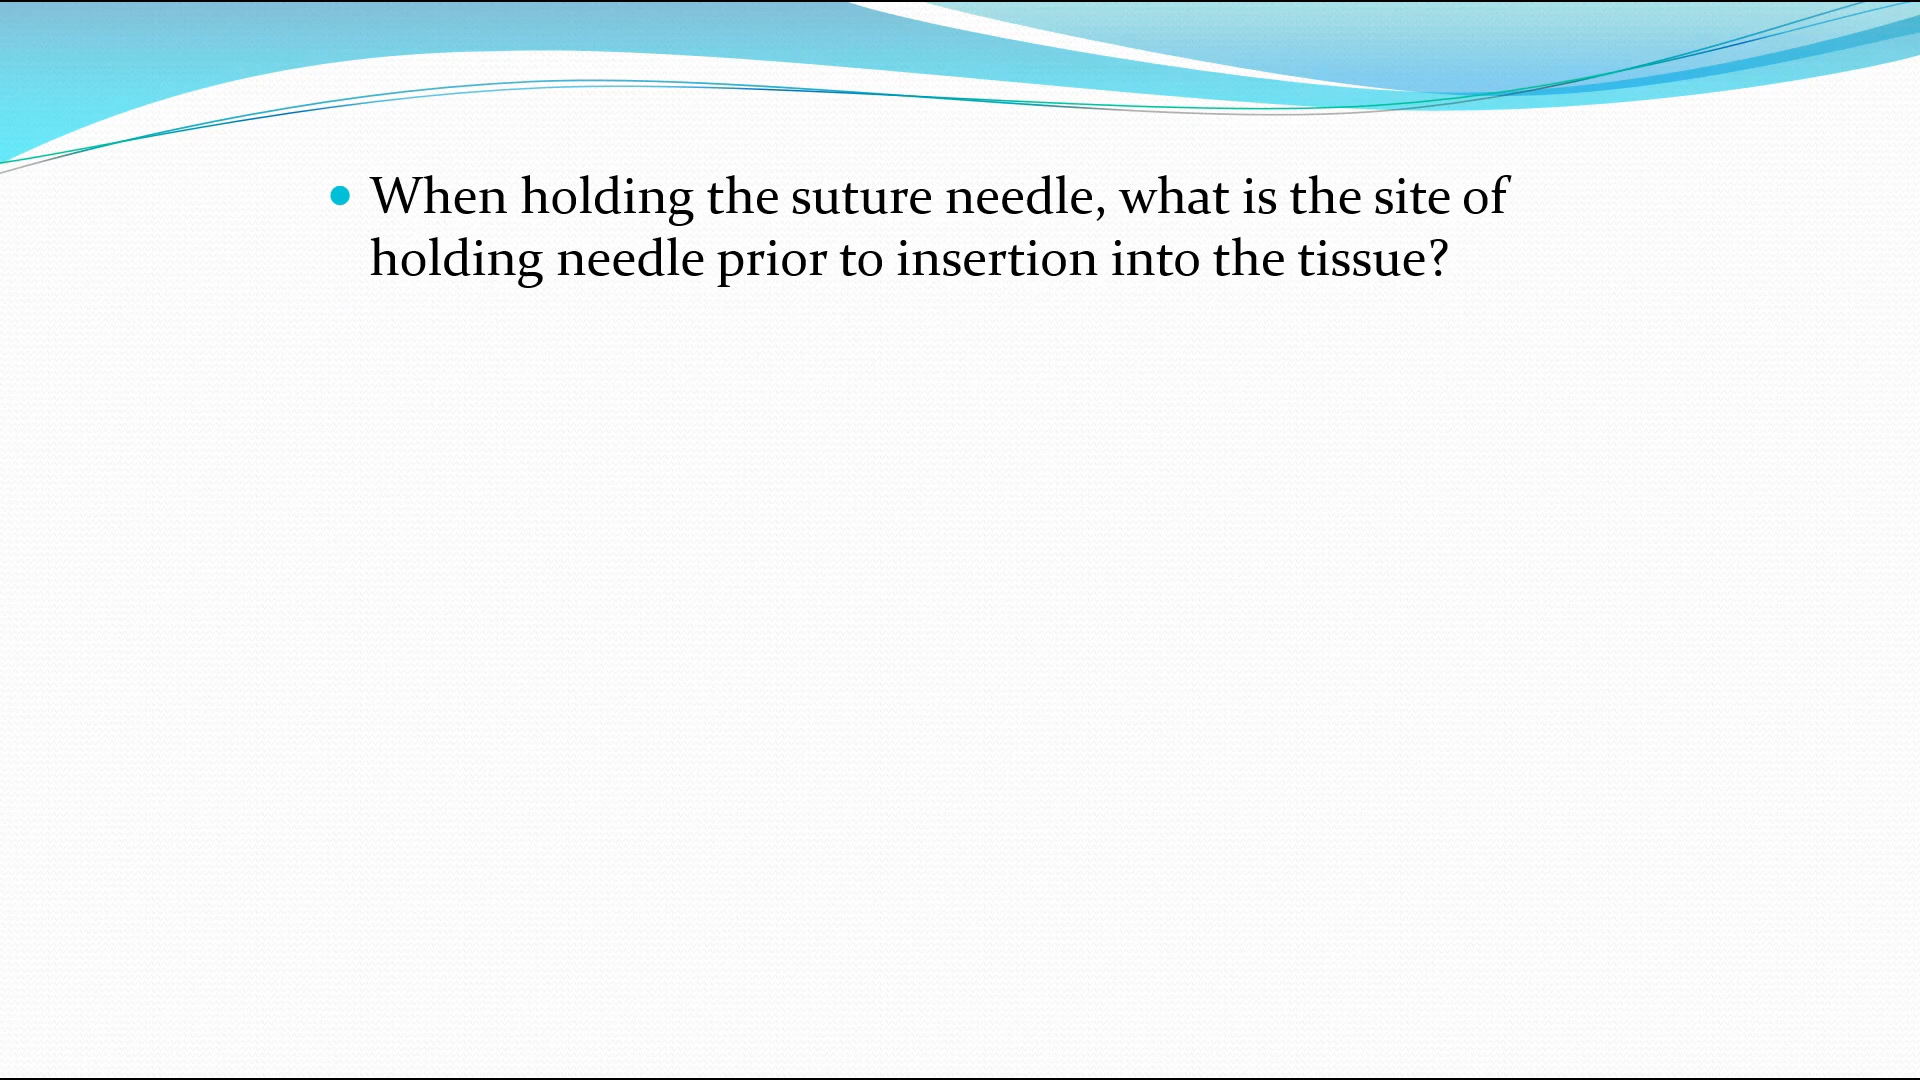 When holding the suture needle, what is the site of
holding needle prior to insertion into the tissue?